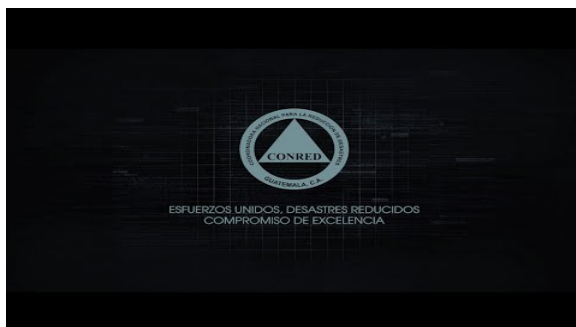 COORDINADORA NACIONAL PARA LA REDUCCIÓN DE DESASTRES
CONRED
GUATEMALA, C.A.
ESFUERZOS UNIDOS, DESASTRES REDUCIDOS
COMPROMISO DE EXCELENCIA